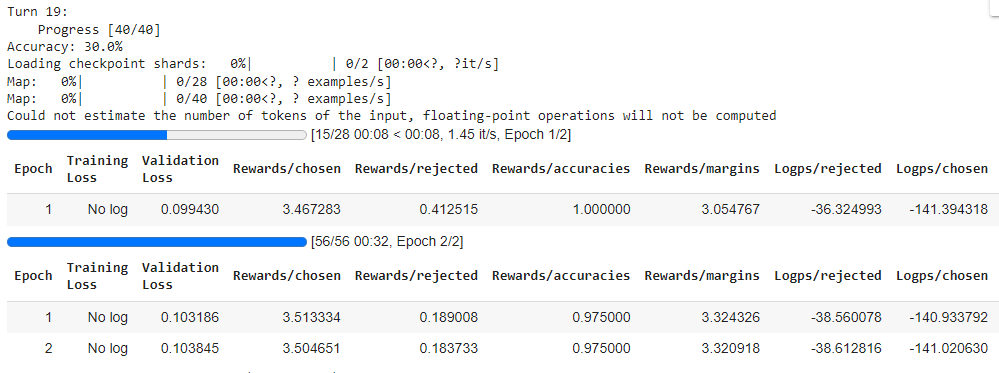 Turn 19:
Progress [40/40]
Accuracy: 30.0%
Loading checkpoint shards:   0%|          | 0/2 [00:00<?, ?it/s]
Map:   0%|          | 0/28 [00:00<?, ? examples/s]
Map:   0%|          | 0/40 [00:00<?, ? examples/s]
Could not estimate the number of tokens of the input, floating-point operations will not be computed
[15/28 00:08 < 00:08, 1.45 it/s, Epoch 1/2]
Epoch Training Loss Validation Loss Rewards/chosen Rewards/rejected Rewards/accuracies Rewards/margins Logps/rejected Logps/chosen
1 No log 0.099430 3.467283 0.412515 1.000000 3.054767 -36.324993 -141.394318
[56/56 00:32, Epoch 2/2]
Epoch Training Loss Validation Loss Rewards/chosen Rewards/rejected Rewards/accuracies Rewards/margins Logps/rejected Logps/chosen
1 No log 0.103186 3.513334 0.189008 0.975000 3.324326 -38.560078 -140.933792
2 No log 0.103845 3.504651 0.183733 0.975000 3.320918 -38.612816 -141.020630